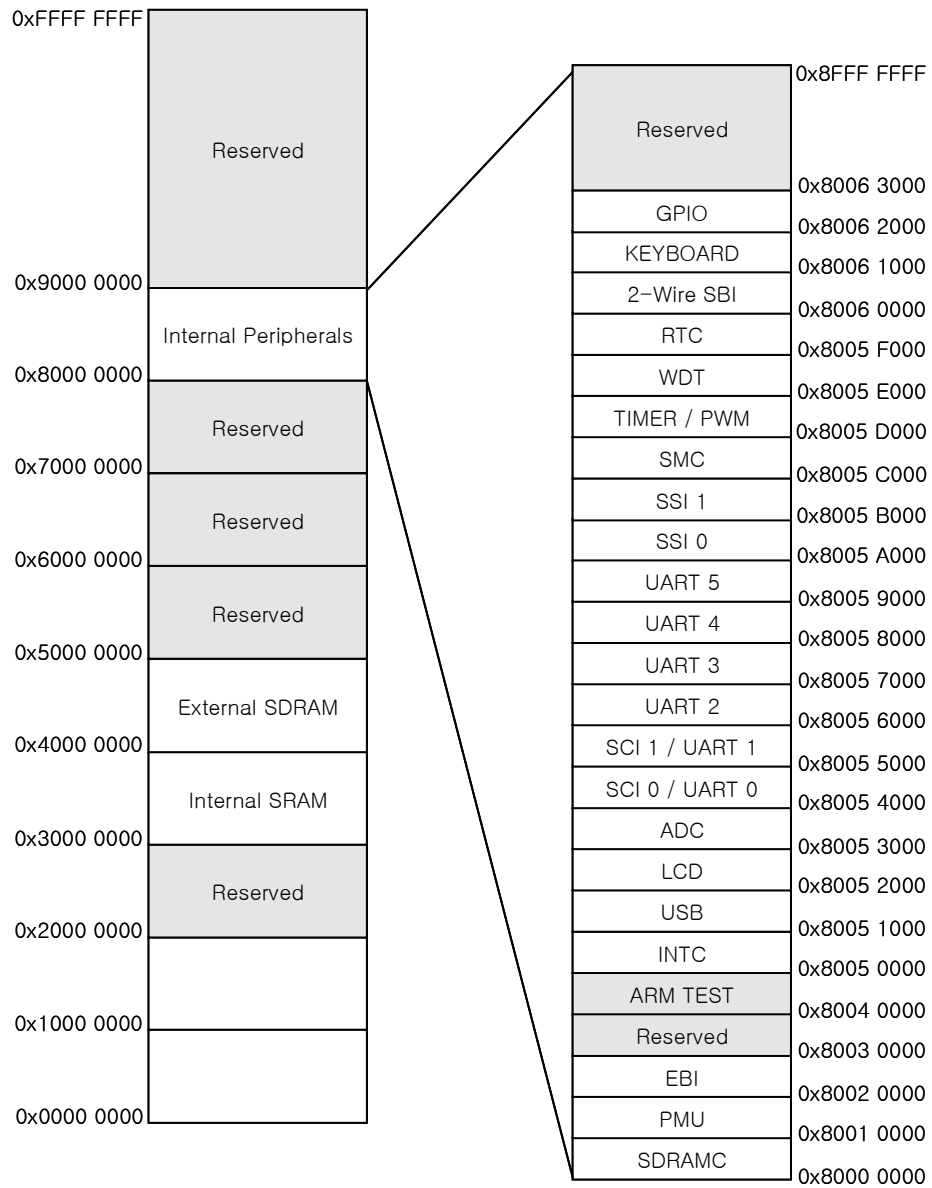 0xFFFF FFFF
Reserved
0x9000 0000
Internal Peripherals
0x8000 0000
Reserved
0x7000 0000
Reserved
0x6000 0000
Reserved
0x5000 0000
External SDRAM
0x4000 0000
Internal SRAM
0x3000 0000
Reserved
0x2000 0000
0x1000 0000
0x0000 0000
0x8FFF FFFF
Reserved
0x8006 3000
GPIO
0x8006 2000
KEYBOARD
0x8006 1000
2-Wire SBI
0x8006 0000
RTC
0x8005 F000
WDT
0x8005 E000
TIMER / PWM
0x8005 D000
SMC
0x8005 C000
SSI 1
0x8005 B000
SSI 0
0x8005 A000
UART 5
0x8005 9000
UART 4
0x8005 8000
UART 3
0x8005 7000
UART 2
0x8005 6000
SCI 1 / UART 1
0x8005 5000
SCI 0 / UART 0
0x8005 4000
ADC
0x8005 3000
LCD
0x8005 2000
USB
0x8005 1000
INTC
0x8005 0000
ARM TEST
0x8004 0000
Reserved
0x8003 0000
EBI
0x8002 0000
PMU
0x8001 0000
SDRAMC
0x8000 0000